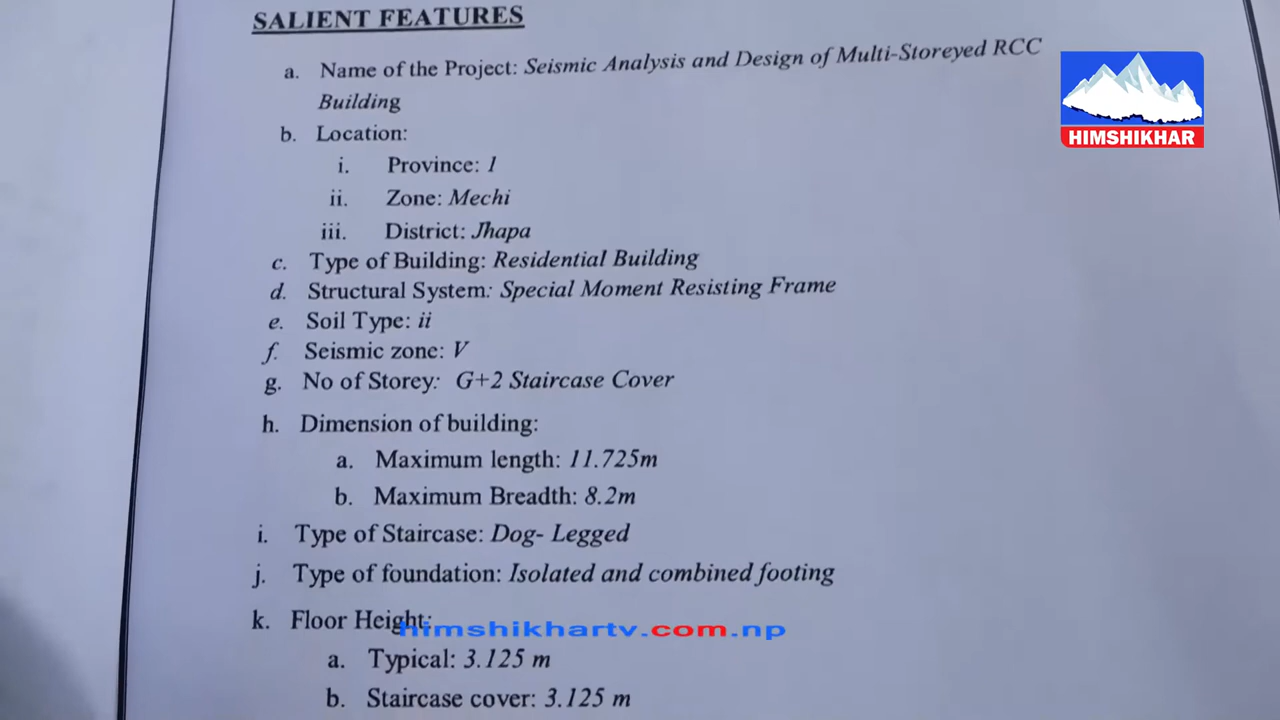 SALIENT FEATURES
a. Name of the Project: Seismic Analysis and Design of Multi-Storeyed RCC
Building
HIMSHIKHAR
b. Location:
i. Province: 1
ii. Zone: Mechi
iii. District: Jhapa
c. Type of Building: Residential Building
d. Structural System: Special Moment Resisting Frame
e. Soil Type: ii
f. Seismic zone: V
g. No of Storey: G+2 Staircase Cover
h. Dimension of building:
a. Maximum length: 11.725m
b. Maximum Breadth: 8.2m
i. Type of Staircase: Dog- Legged
j. Type of foundation: Isolated and combined footing
k. Floor Height:
himshikhartv.com.np
a. Typical: 3.125 m
b. Staircase cover: 3.125 m